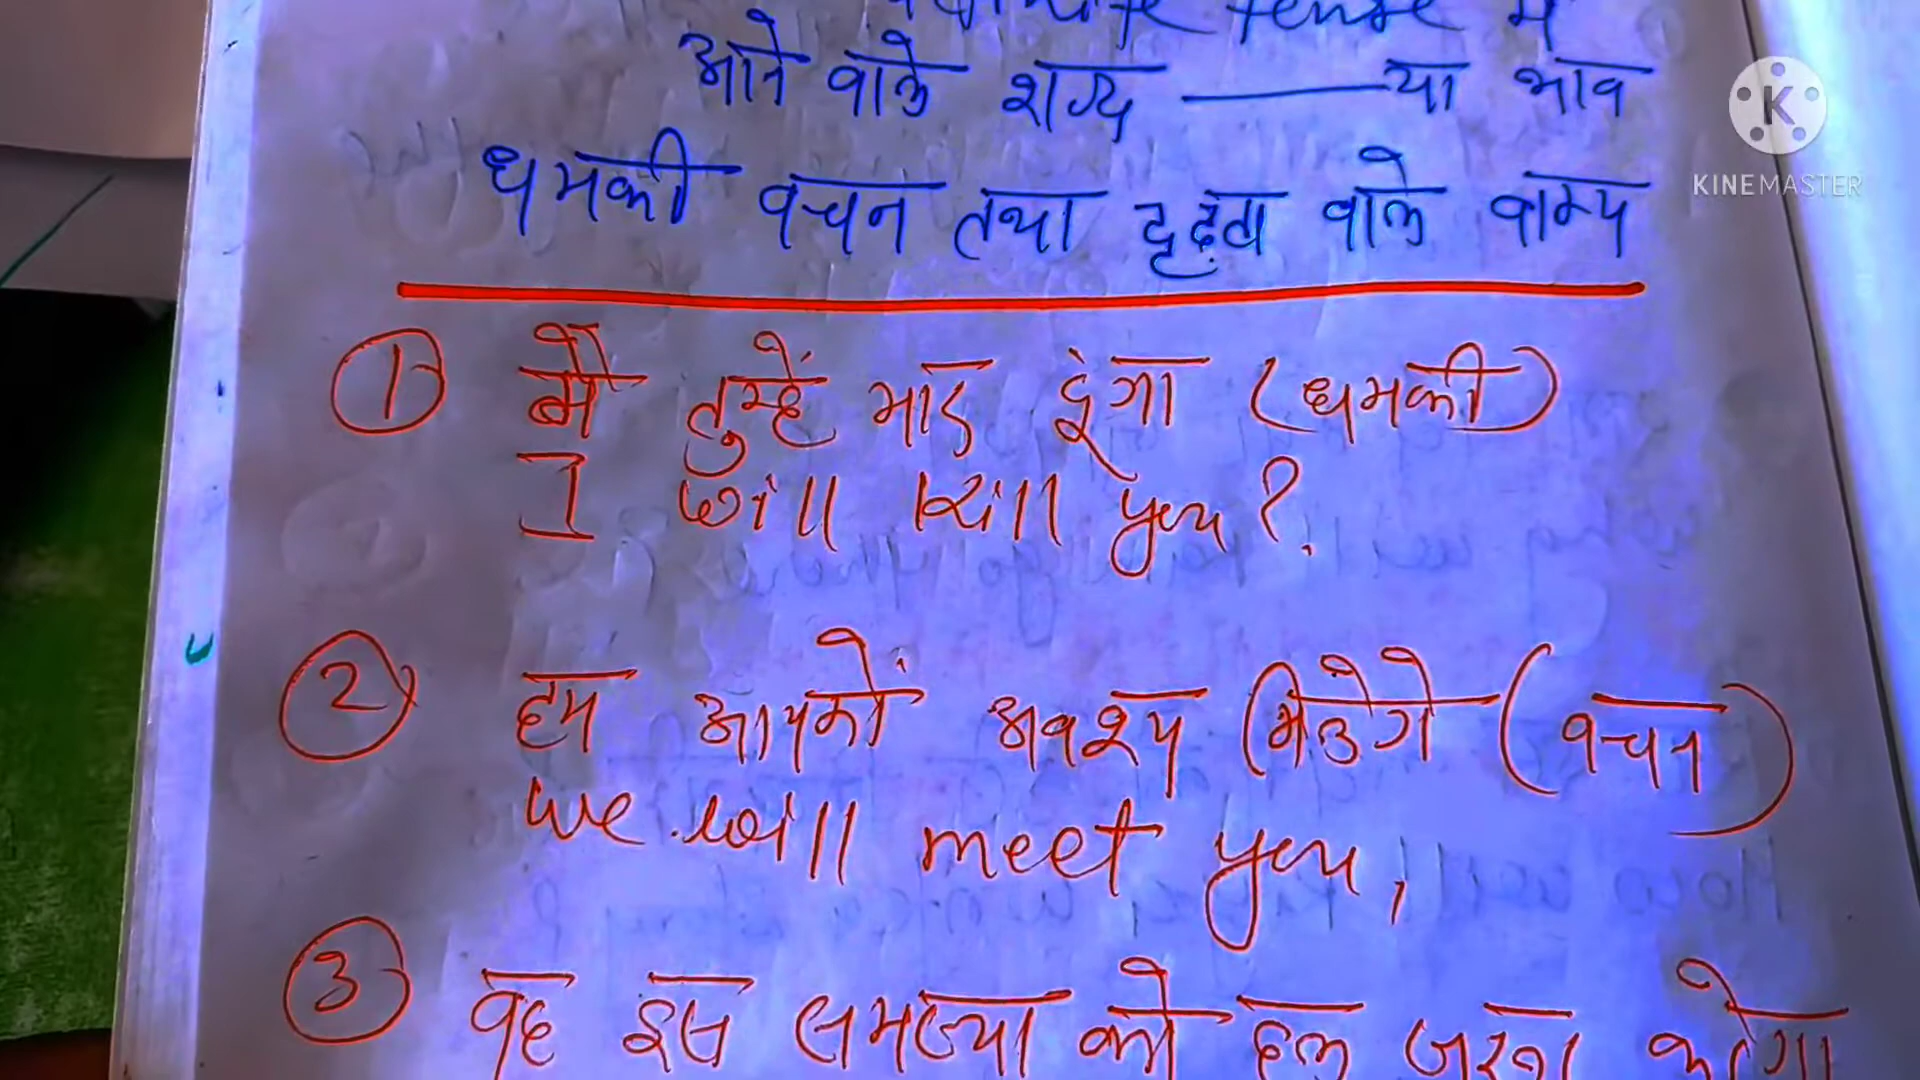 tense में
आने वाले शब्द — या भाव
K
KINEMASTER
धमकी वचन तथा दृढ़ता वाले वाक्य
1 मैं तुम्हें माड दूंगा (धमकी)
I will kill you?.
2 हम आपकों अवश्य मिलेगे (वचन)
we will meet you,
3 वह इस समस्या को हल जरुर करेगा